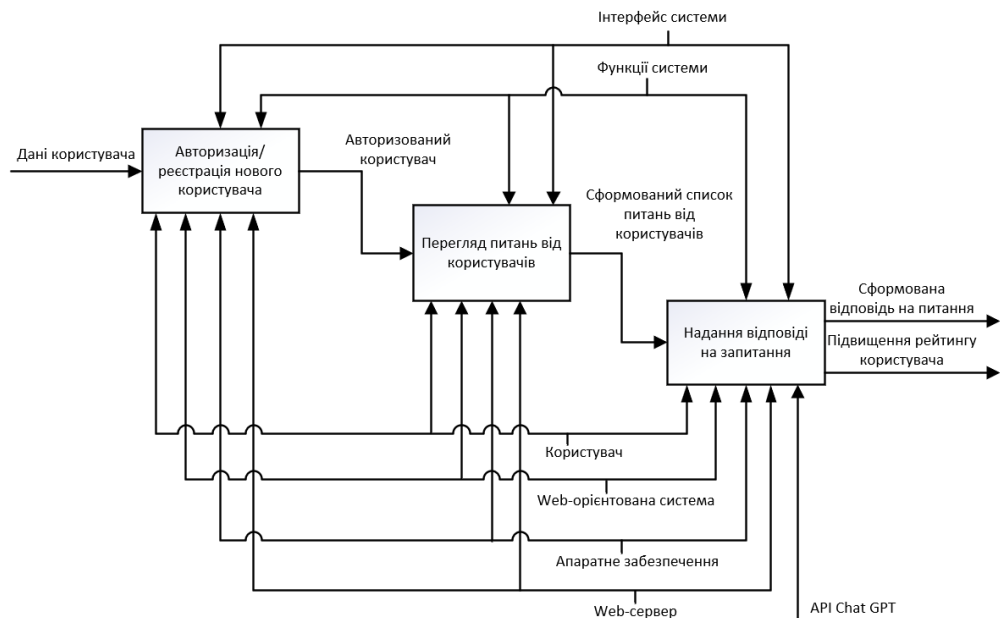 Інтерфейс системи
Функції системи
Дані користувача
Авторизація/
реєстрація нового
користувача
Авторизований
користувач
Сформований список
питань від
користувачів
Перегляд питань від
користувачів
Сформована
відповідь на питання
Надання відповіді
на запитання
Підвищення рейтингу
користувача
Користувач
Web-орієнтована система
Апаратне забезпечення
Web-сервер
API Chat GPT